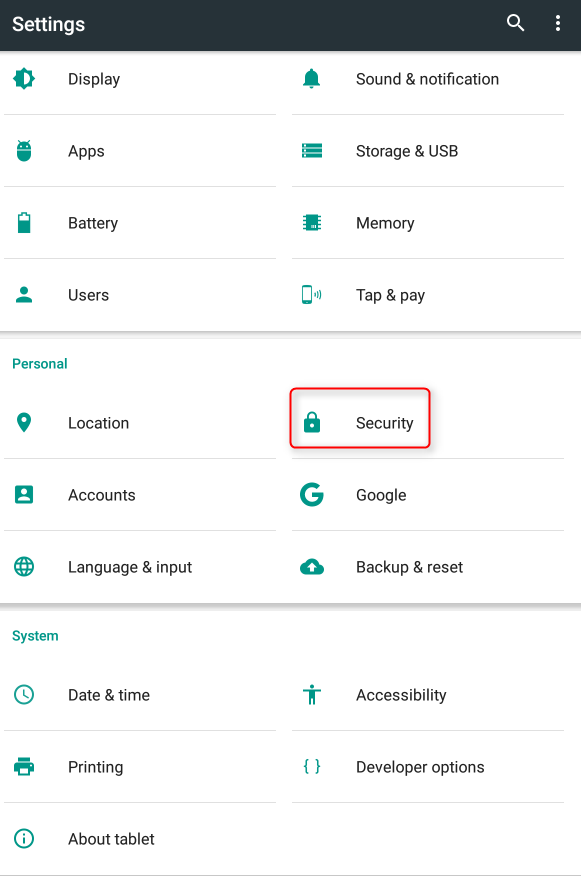 Settings
Display
Sound & notification
Apps
Storage & USB
Battery
Memory
Users
Tap & pay
Personal
Location
Security
Accounts
Google
Language & input
Backup & reset
System
Date & time
Accessibility
Printing
Developer options
About tablet